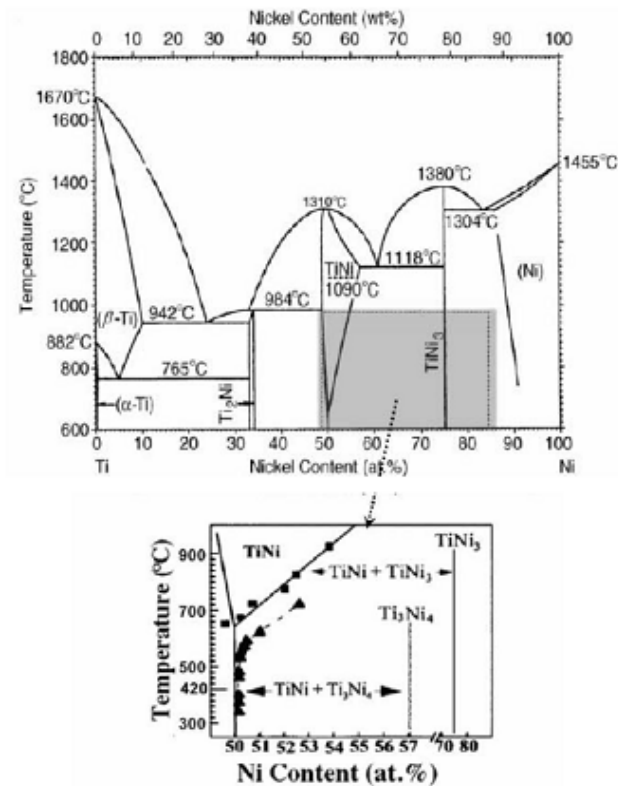 Nickel Content (wt%)
0 10 20 30 40 50 60 70 80 90 100
1800
1670°C
1600
1455°C
1400
1380°C
1310°C
1304°C
1200
TiNi
1118°C
1090°C
(Ni)
1000
984°C
(β-Ti)
942°C
882°C
TiNi3
800
765°C
(α-Ti)
Ti2Ni
600
0 10 20 30 40 50 60 70 80 90 100
Ti
Nickel Content (at.%)
Ni
Temperature (°C)
TiNi
TiNi3
900
TiNi + TiNi3
700
Ti3Ni4
500
420
TiNi + Ti3Ni4
300
50 51 52 53 54 55 56 57 70 80
Ni Content (at.%)
Temperature (°C)